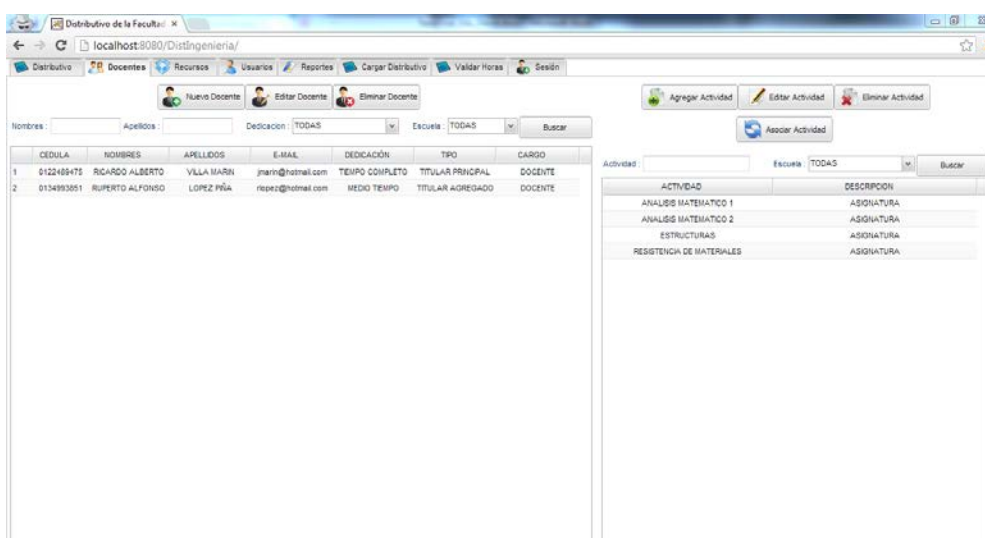 Distributivo de la Facultad ×
localhost:8080/DistIngenieria/
Distributivo Docentes Recursos Usuarios Reportes Cargar Distributivo Validar Horas Sesión
Nuevo Docente Editar Docente Eliminar Docente
Nombres : Apellidos : Dedicacion : TODAS Escuela : TODAS Buscar
CEDULA NOMBRES APELLIDOS E-MAIL DEDICACIÓN TIPO CARGO
1 0122489475 RICARDO ALBERTO VILLA MARIN jmarin@hotmail.com TIEMPO COMPLETO TITULAR PRINCIPAL DOCENTE
2 0134993851 RUPERTO ALFONSO LOPEZ PIÑA rlopez@hotmail.com MEDIO TIEMPO TITULAR AGREGADO DOCENTE
Agregar Actividad Editar Actividad Eliminar Actividad
Asociar Actividad
Actividad : Escuela : TODAS Buscar
ACTIVIDAD DESCRIPCION
ANALISIS MATEMATICO 1 ASIGNATURA
ANALISIS MATEMATICO 2 ASIGNATURA
ESTRUCTURAS ASIGNATURA
RESISTENCIA DE MATERIALES ASIGNATURA